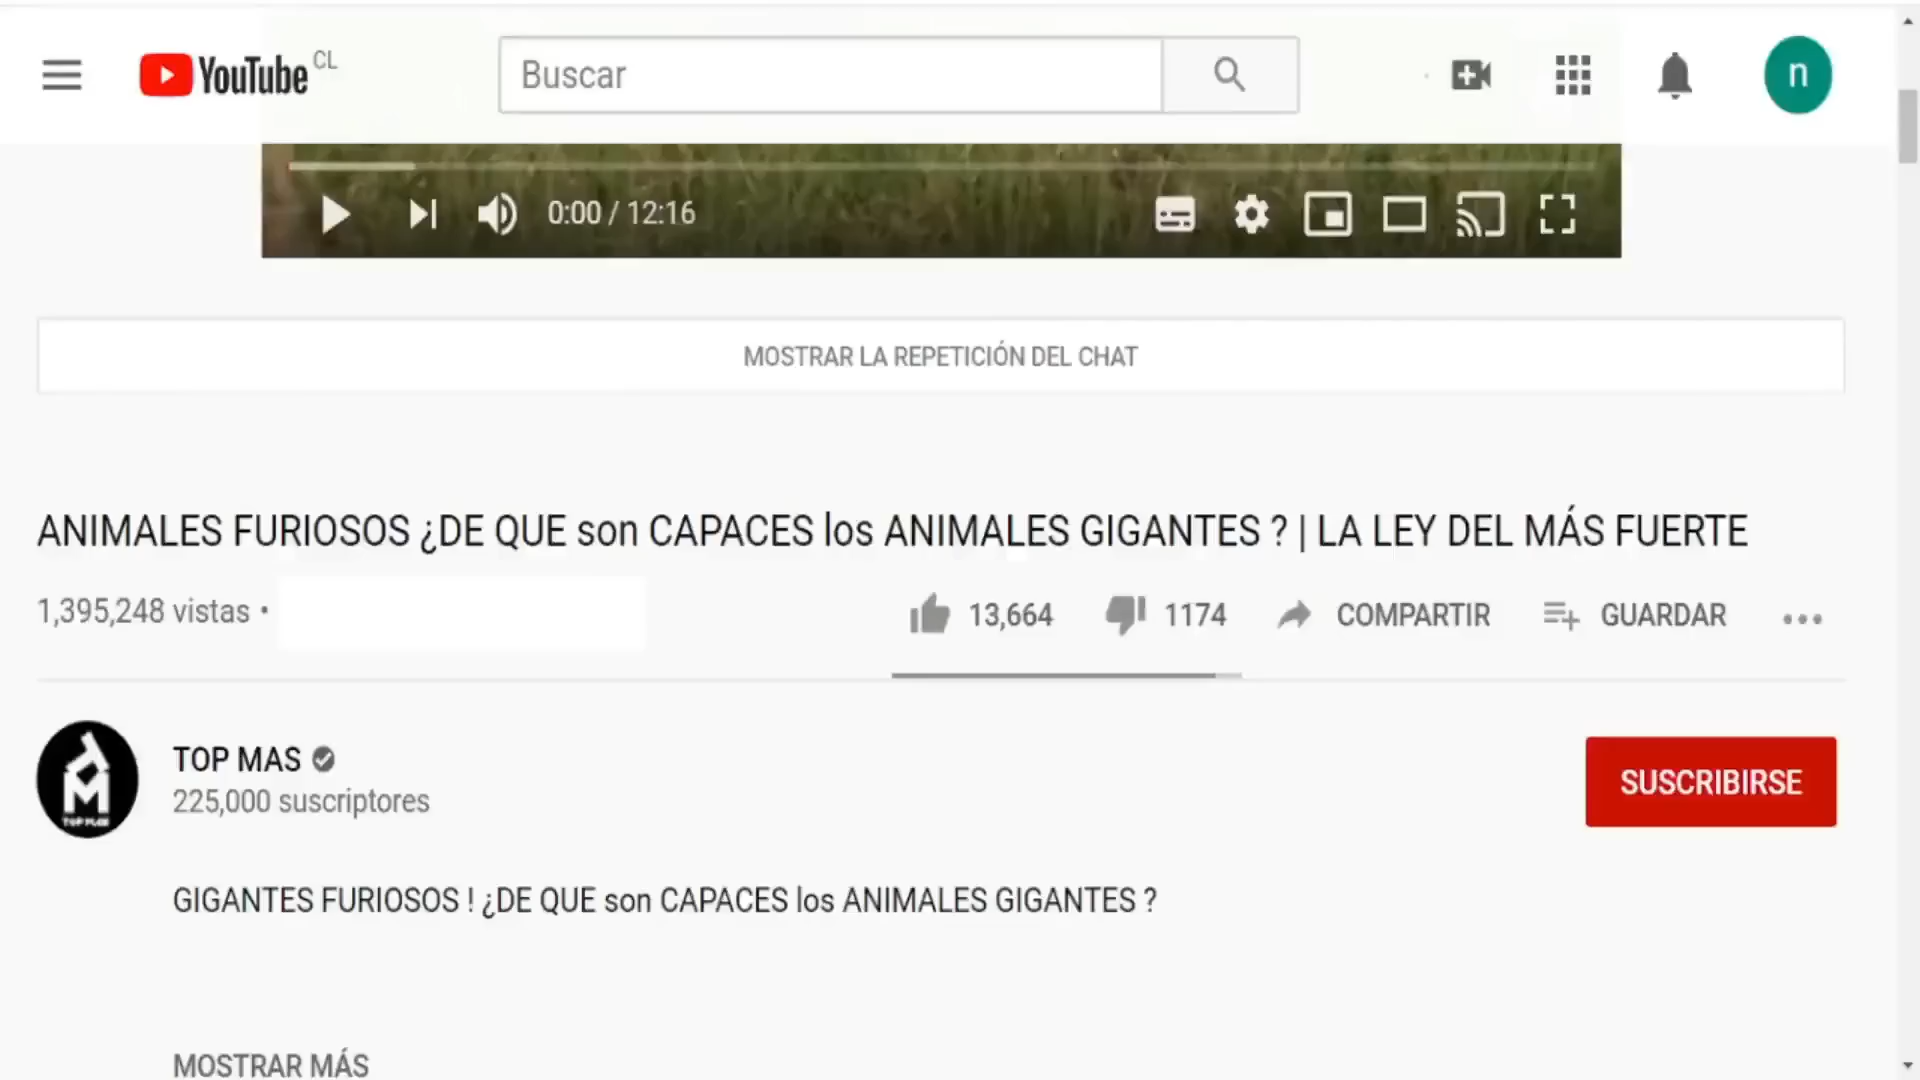 YouTube CL
Buscar
n
0:00 / 12:16
MOSTRAR LA REPETICIÓN DEL CHAT
ANIMALES FURIOSOS ¿DE QUE son CAPACES los ANIMALES GIGANTES ? | LA LEY DEL MÁS FUERTE
1,395,248 vistas •
13,664 1174 COMPARTIR GUARDAR
TOP MAS
225,000 suscriptores
SUSCRIBIRSE
GIGANTES FURIOSOS ! ¿DE QUE son CAPACES los ANIMALES GIGANTES ?
MOSTRAR MÁS